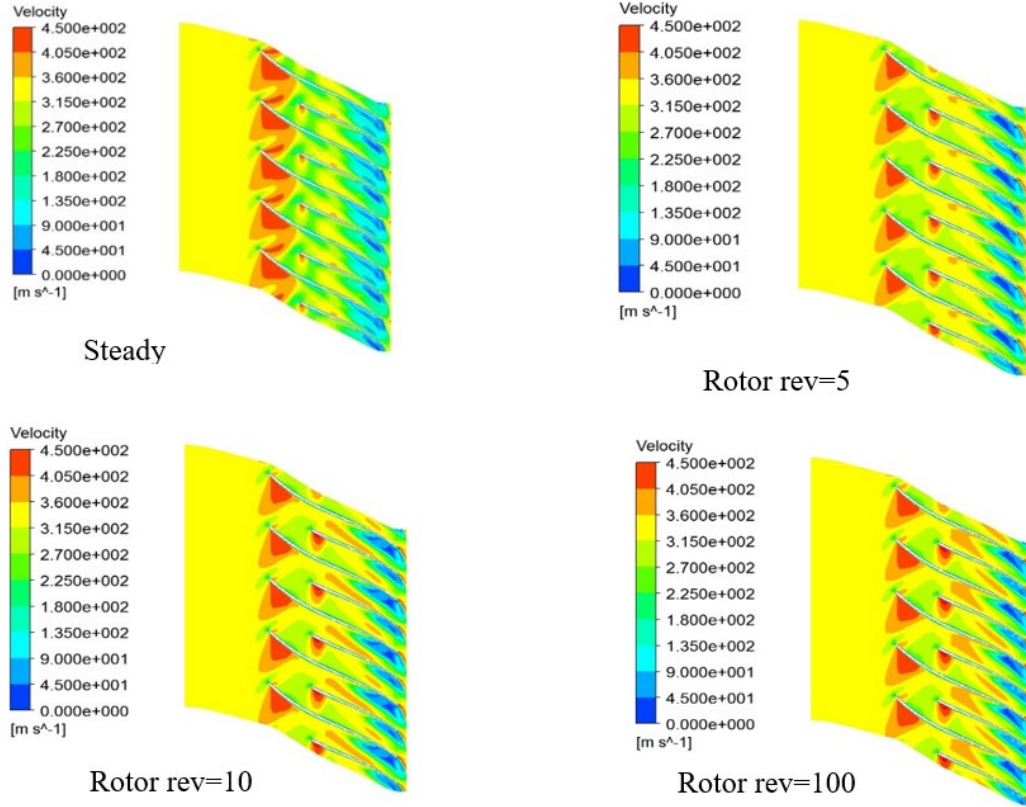 Velocity
4.500e+002
4.050e+002
3.600e+002
3.150e+002
2.700e+002
2.250e+002
1.800e+002
1.350e+002
9.000e+001
4.500e+001
0.000e+000
[m s^-1]
Steady
Velocity
4.500e+002
4.050e+002
3.600e+002
3.150e+002
2.700e+002
2.250e+002
1.800e+002
1.350e+002
9.000e+001
4.500e+001
0.000e+000
[m s^-1]
Rotor rev=5
Velocity
4.500e+002
4.050e+002
3.600e+002
3.150e+002
2.700e+002
2.250e+002
1.800e+002
1.350e+002
9.000e+001
4.500e+001
0.000e+000
[m s^-1]
Rotor rev=10
Velocity
4.500e+002
4.050e+002
3.600e+002
3.150e+002
2.700e+002
2.250e+002
1.800e+002
1.350e+002
9.000e+001
4.500e+001
0.000e+000
[m s^-1]
Rotor rev=100